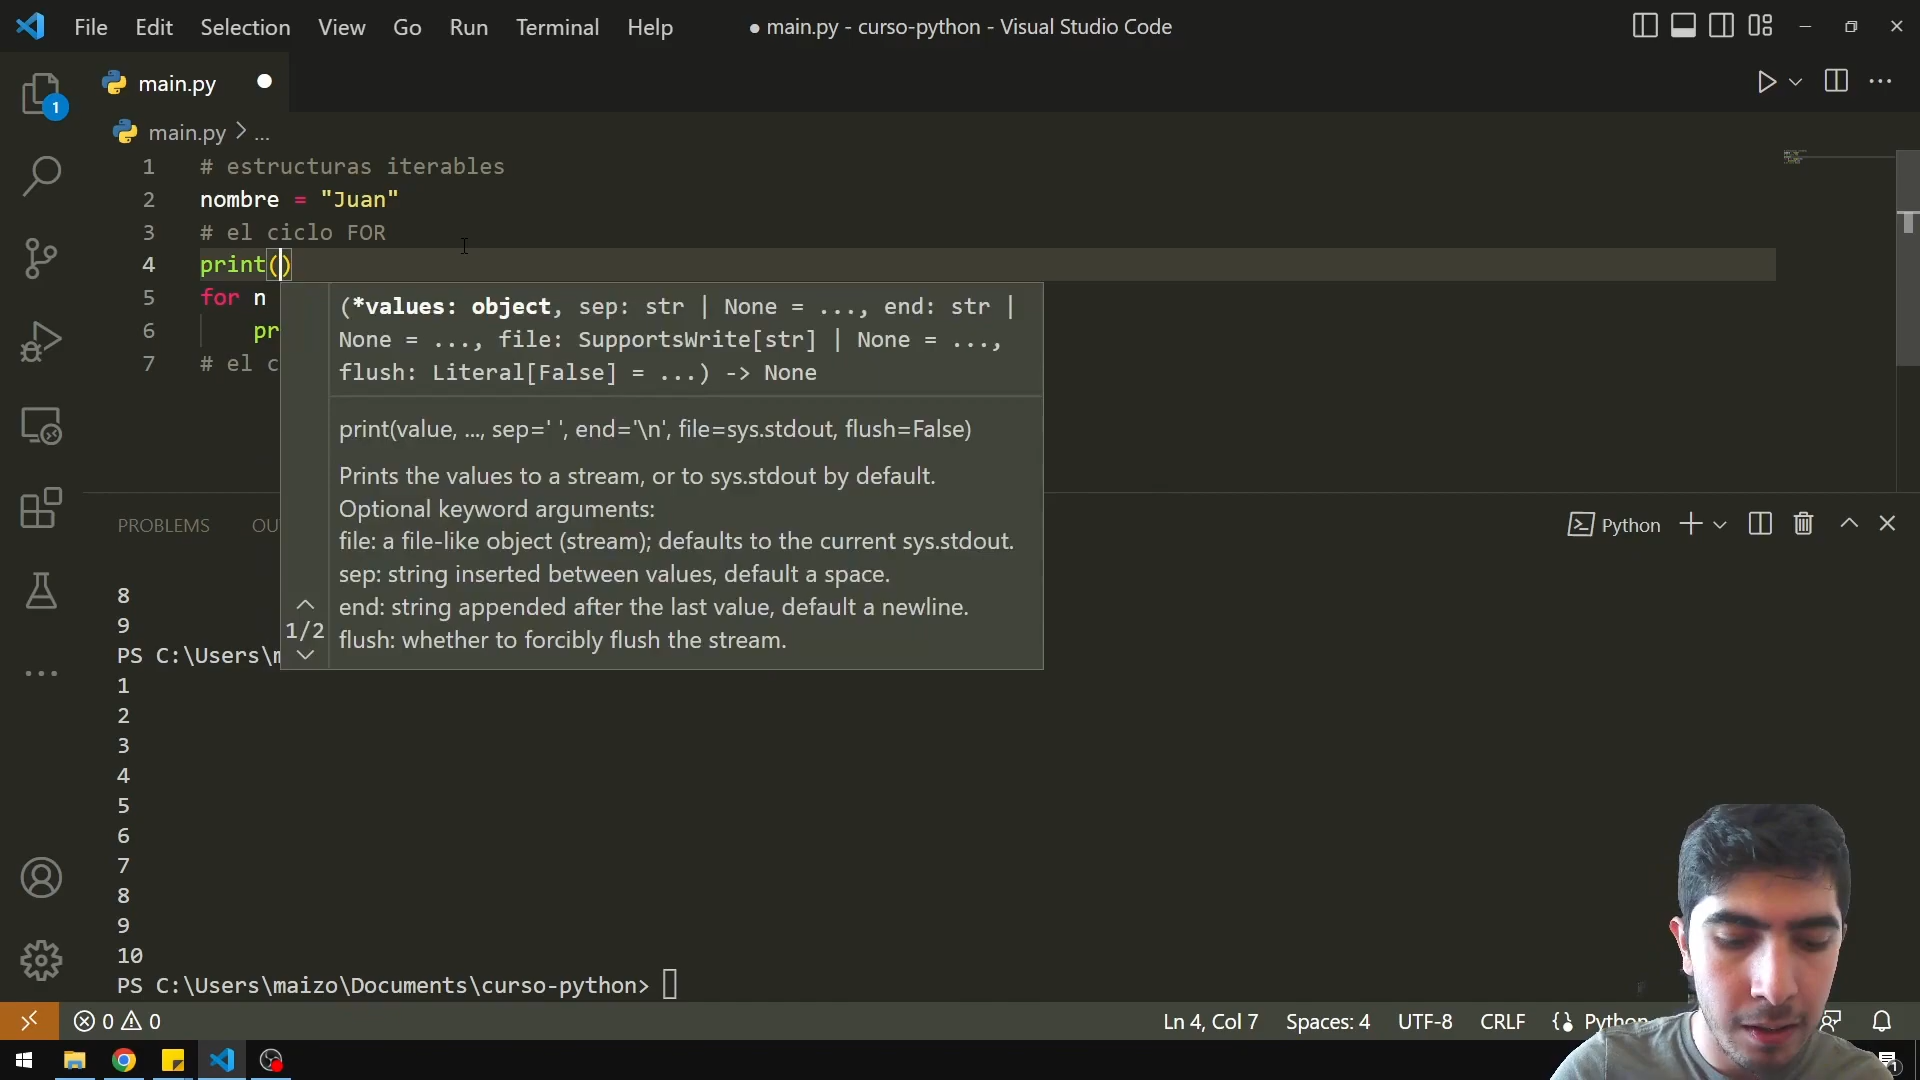 File Edit Selection View Go Run Terminal Help
● main.py - curso-python - Visual Studio Code
1
main.py
main.py > ...
1 # estructuras iterables
2 nombre = "Juan"
3 # el ciclo FOR
4 print()
5 for n
6 pr
7 # el c
(*values: object, sep: str | None = ..., end: str |
None = ..., file: SupportsWrite[str] | None = ...,
flush: Literal[False] = ...) -> None
print(value, ..., sep=' ', end='\n', file=sys.stdout, flush=False)
Prints the values to a stream, or to sys.stdout by default.
Optional keyword arguments:
file: a file-like object (stream); defaults to the current sys.stdout.
sep: string inserted between values, default a space.
end: string appended after the last value, default a newline.
flush: whether to forcibly flush the stream.
1/2
PROBLEMS OU
Python
8
9
PS C:\Users\m
1
2
3
4
5
6
7
8
9
10
PS C:\Users\maizo\Documents\curso-python>
0 0
Ln 4, Col 7 Spaces: 4 UTF-8 CRLF {} Python
1